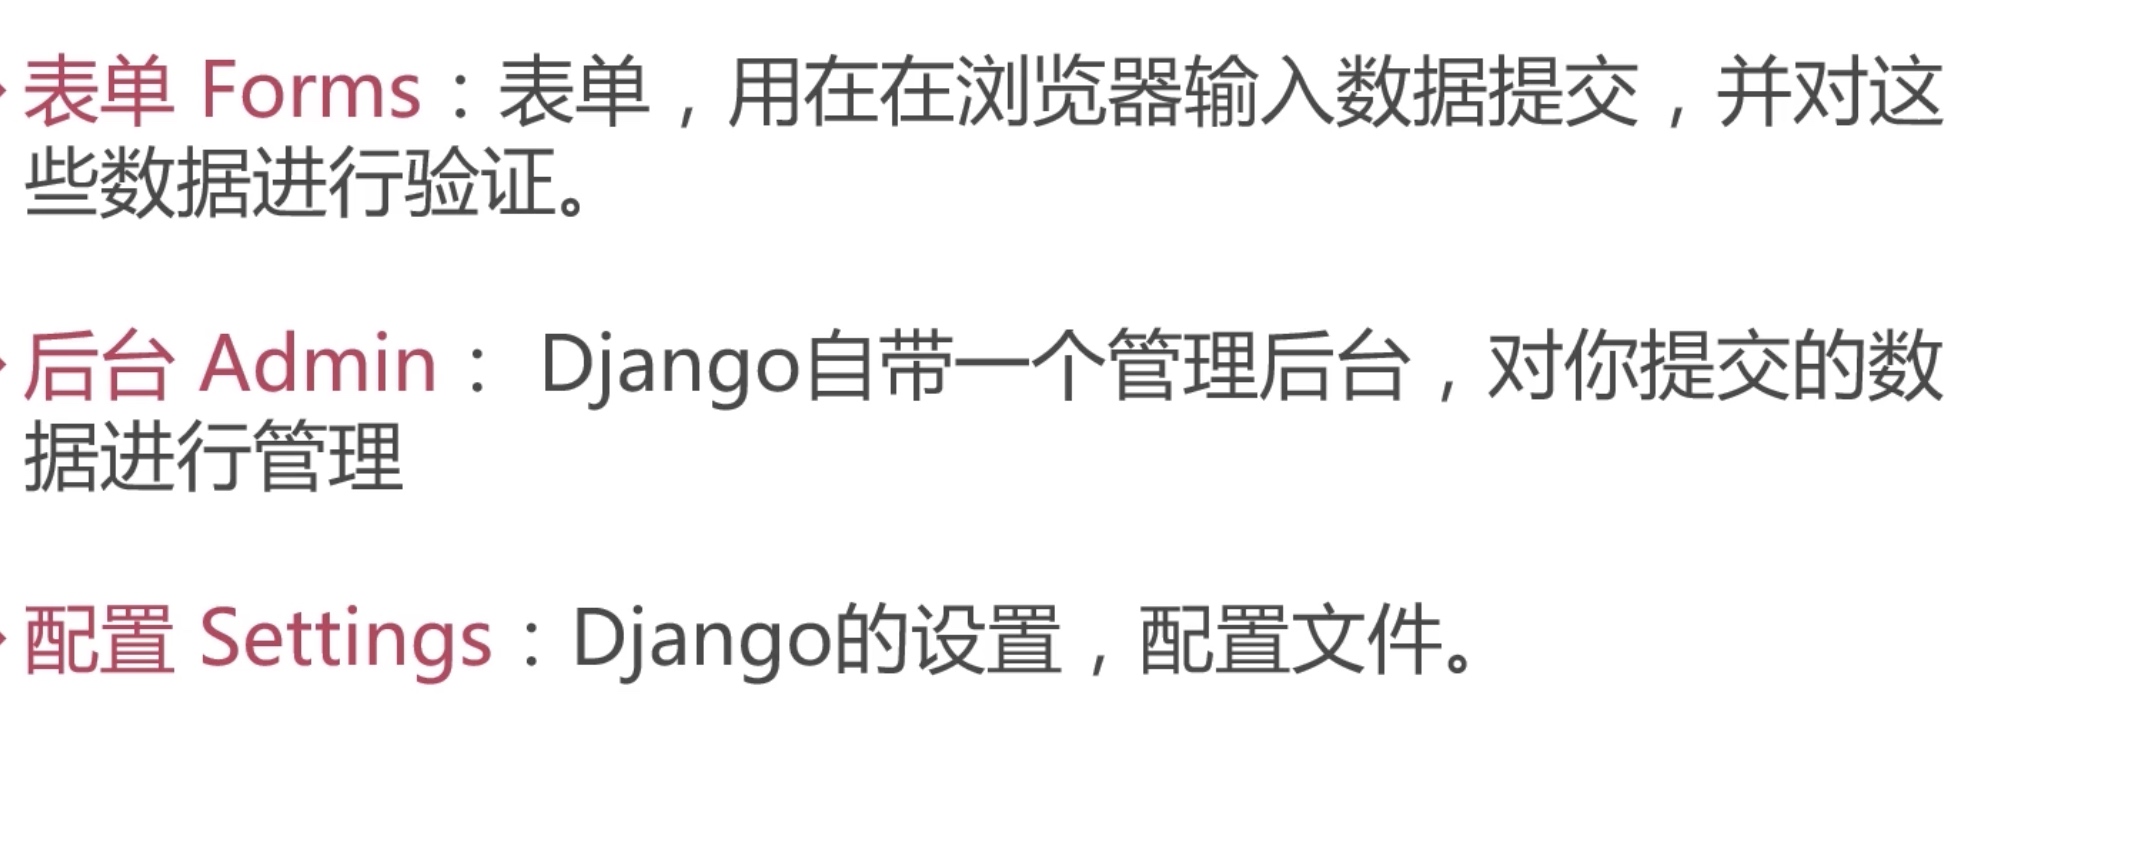 表单 Forms：表单，用在在浏览器输入数据提交，并对这
些数据进行验证。
后台 Admin： Django自带一个管理后台，对你提交的数
据进行管理
配置 Settings：Django的设置，配置文件。